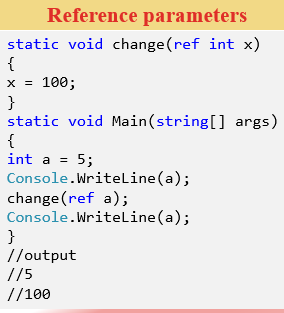 Reference parameters
static void change(ref int x)
{
x = 100;
}
static void Main(string[] args)
{
int a = 5;
Console.WriteLine(a);
change(ref a);
Console.WriteLine(a);
}
//output
//5
//100